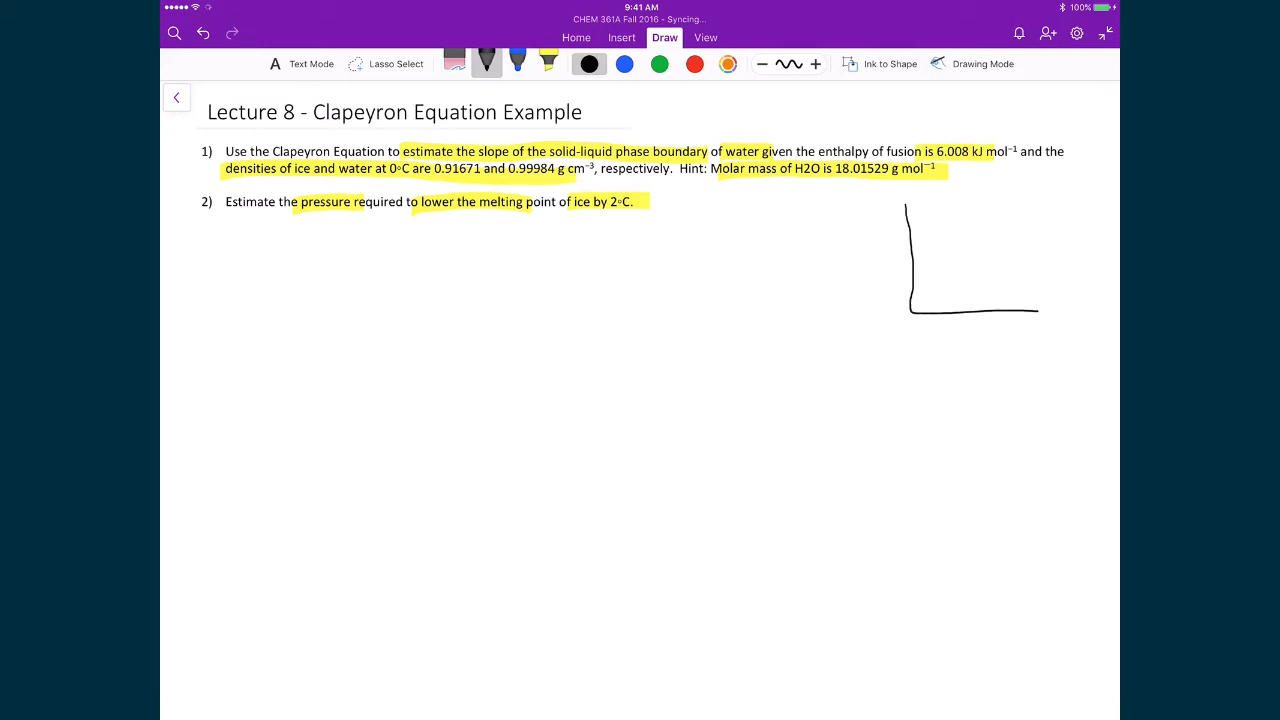 9:41 AM
100%
CHEM 361A Fall 2016 - Syncing...
Home Insert Draw View
A Text Mode Lasso Select Ink to Shape Drawing Mode
Lecture 8 - Clapeyron Equation Example
1) Use the Clapeyron Equation to estimate the slope of the solid-liquid phase boundary of water given the enthalpy of fusion is 6.008 kJ mol⁻¹ and the
densities of ice and water at 0◦C are 0.91671 and 0.99984 g cm⁻³, respectively. Hint: Molar mass of H2O is 18.01529 g mol⁻¹
2) Estimate the pressure required to lower the melting point of ice by 2◦C.